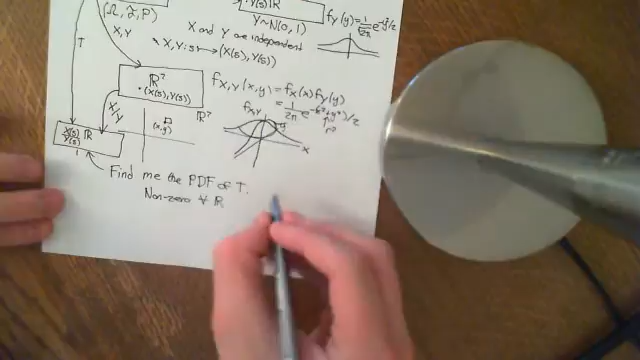 (Ω, ℱ, P)
Y~N(0,1)
f_Y(y) = 1/√2π e^-y²/2
X,Y
X and Y are independent
T
X,Y: s → (X(s), Y(s))
ℝ²
• (X(s), Y(s))
ℝ²
f_X,Y(x,y) = f_X(x) f_Y(y)
= 1/2π e^-(x²+y²)/2
r²
X/Y
f_X,Y
y
x
(x,y)
X(s)/Y(s) ℝ
Find me the PDF of T.
Non-zero ∀ ℝ